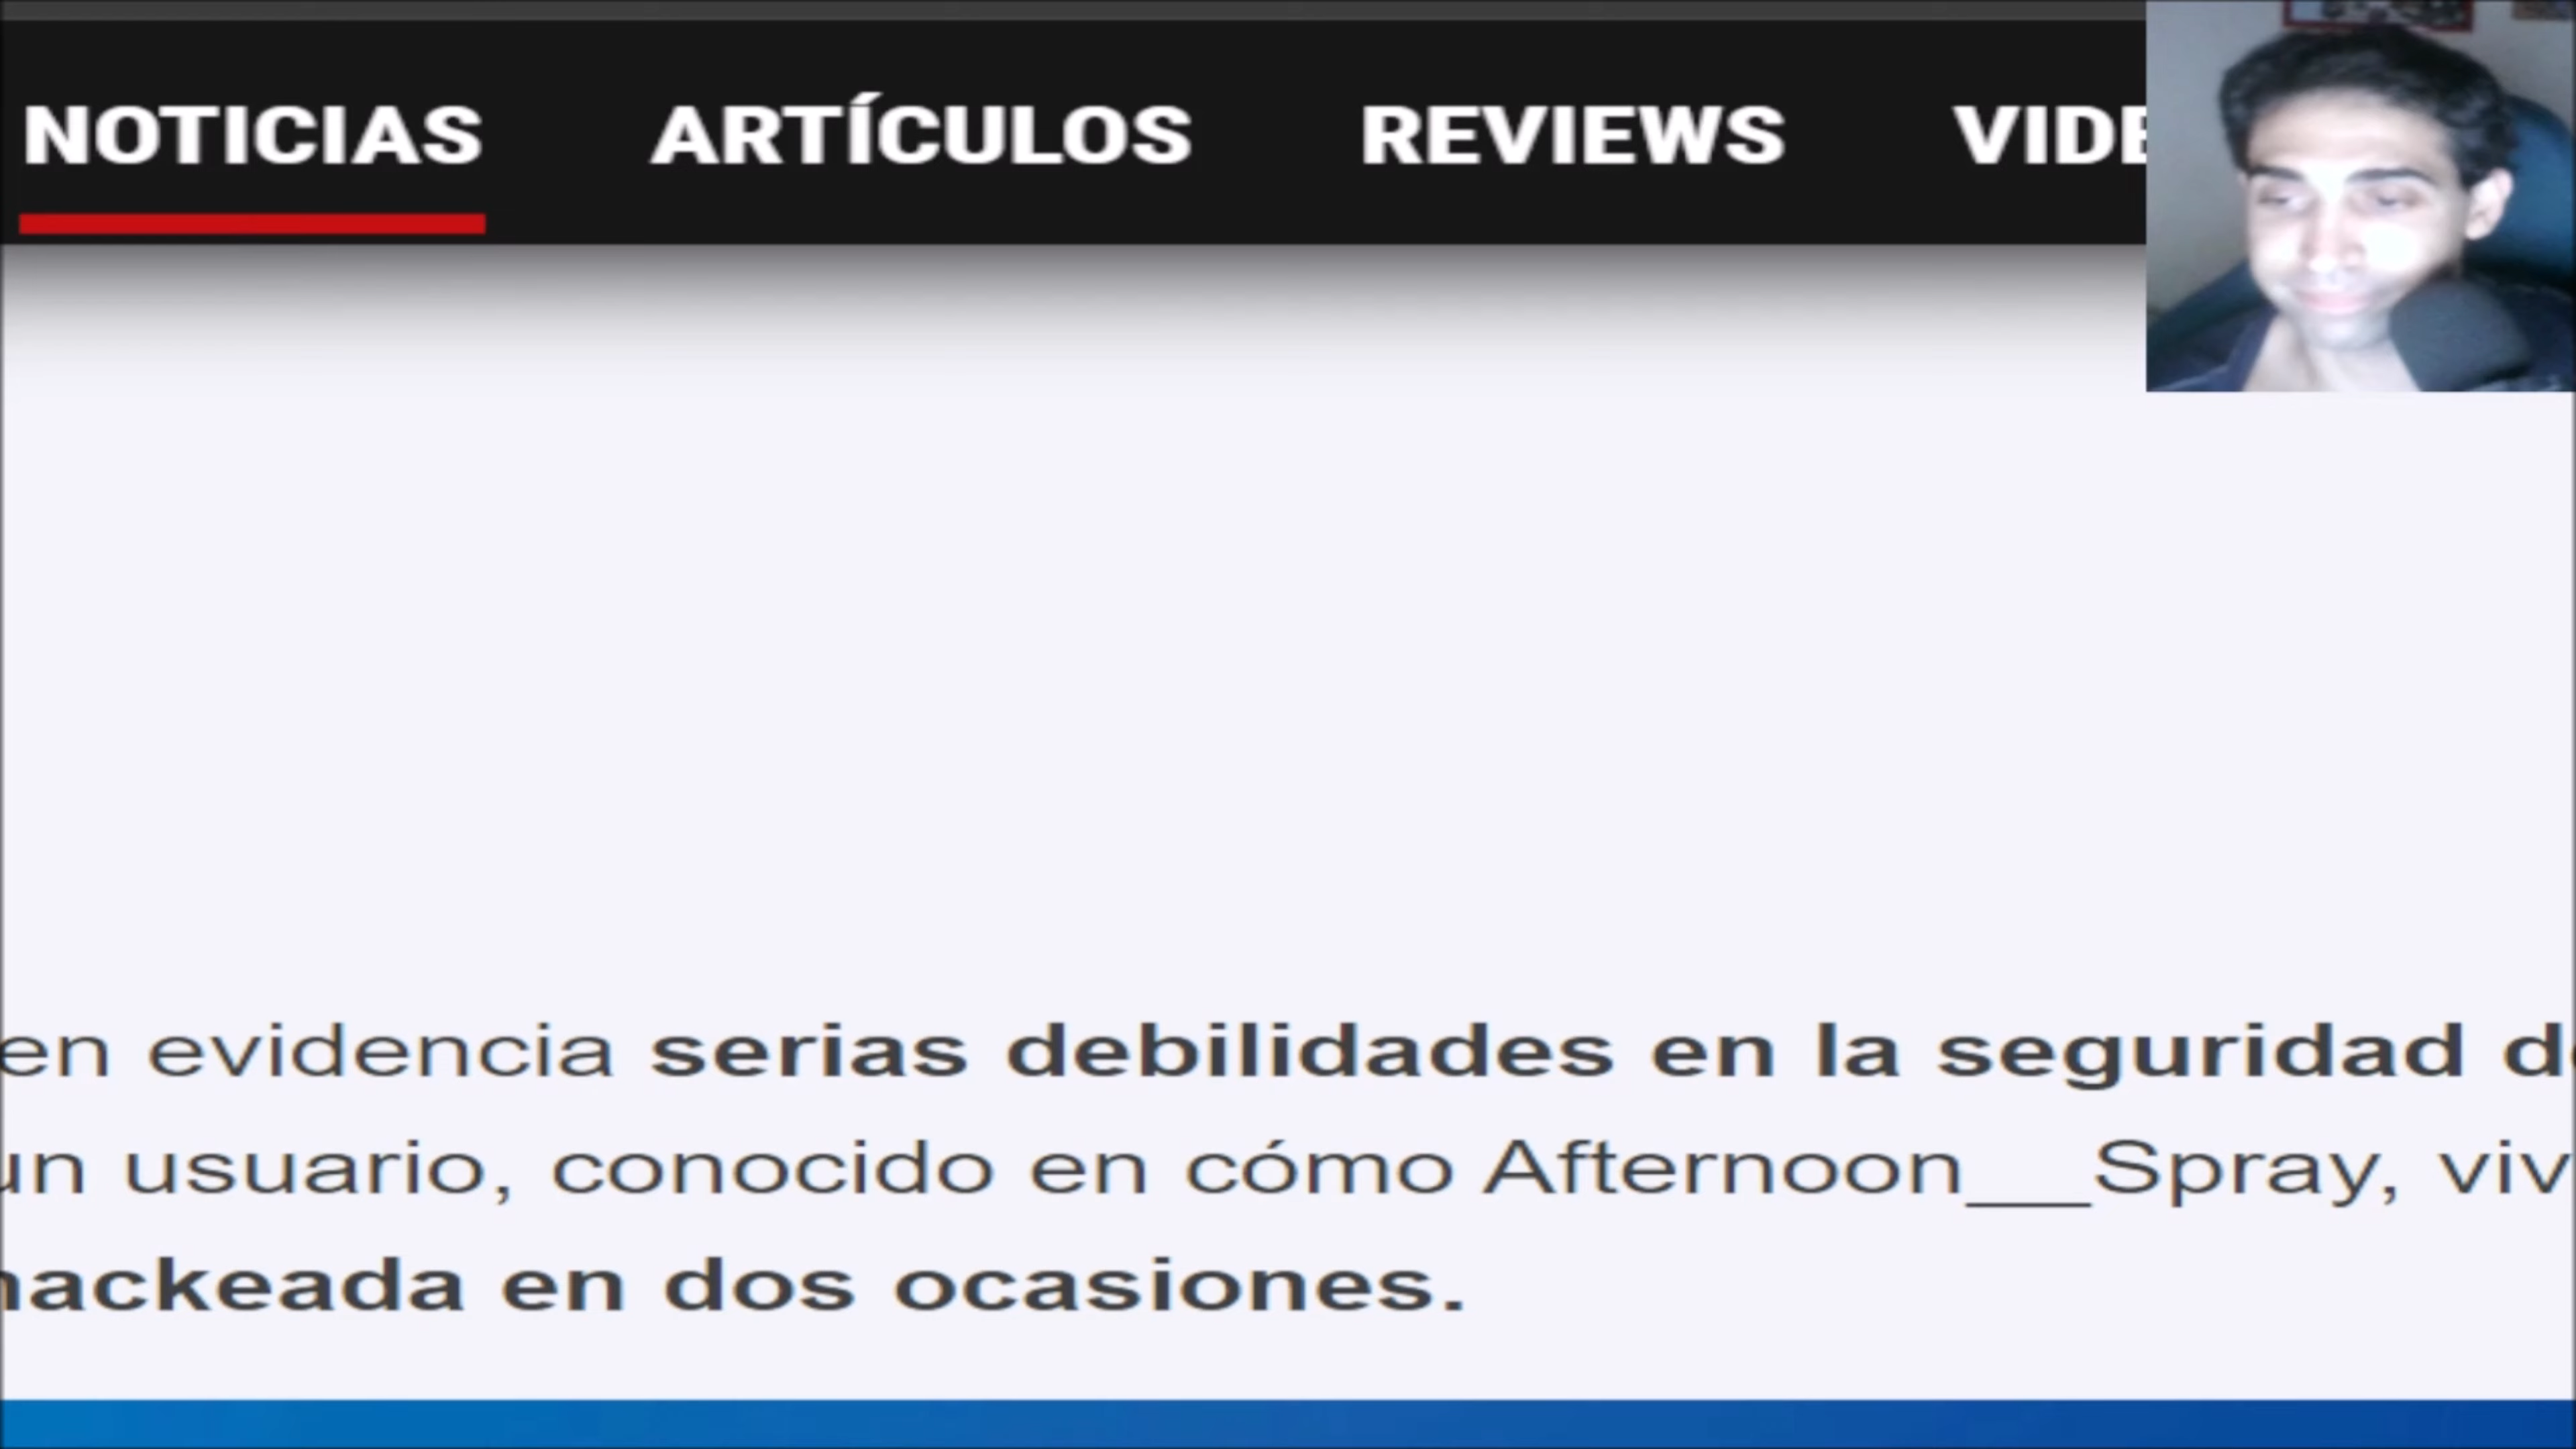 NOTICIAS ARTÍCULOS REVIEWS
en evidencia serias debilidades en la seguridad
un usuario, conocido en cómo Afternoon__Spray,
hackeada en dos ocasiones.